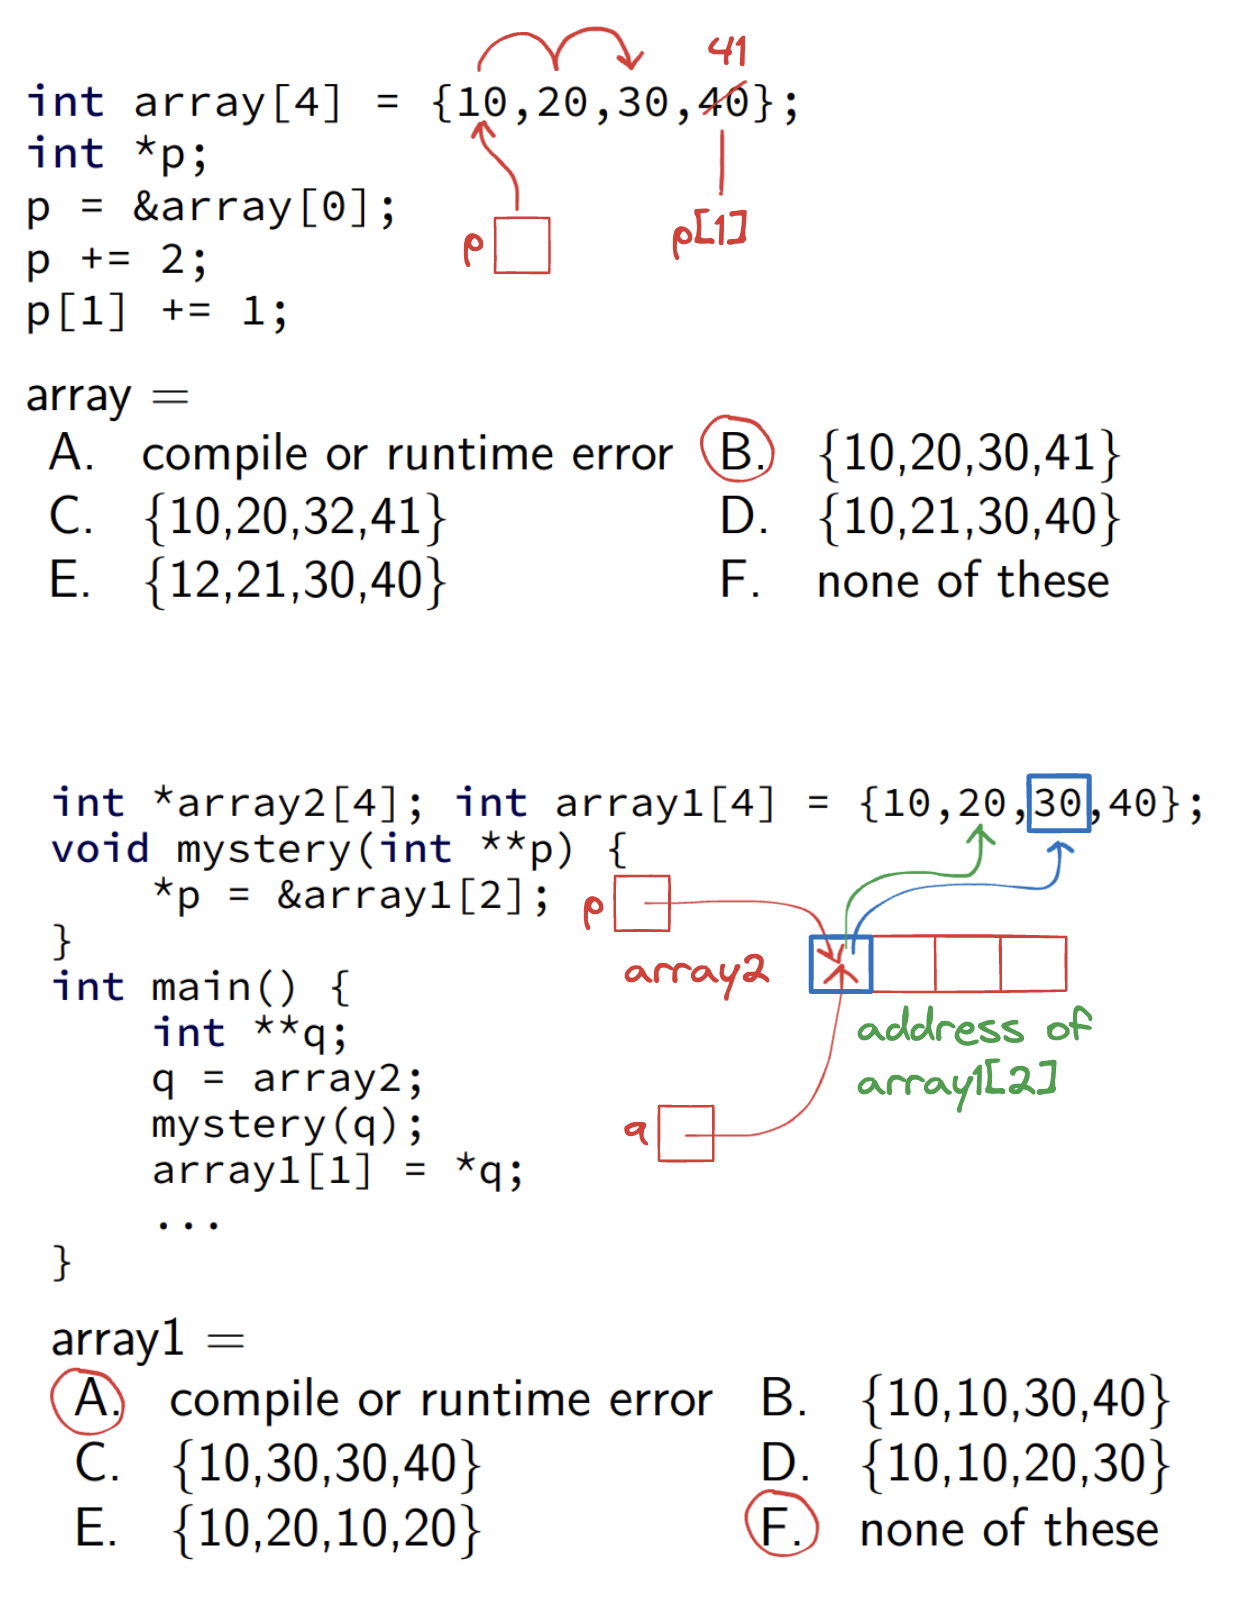 41
int array[4] = {10,20,30,40};
int *p;
p = &array[0];
p
p[1]
p += 2;
p[1] += 1;
array =
A. compile or runtime error B. {10,20,30,41}
C. {10,20,32,41} D. {10,21,30,40}
E. {12,21,30,40} F. none of these
int *array2[4]; int array1[4] = {10,20,30,40};
void mystery(int **p) {
*p = &array1[2];
p
}
array2
int main() {
int **q;
address of
array1[2]
q = array2;
mystery(q);
q
array1[1] = *q;
...
}
array1 =
A. compile or runtime error B. {10,10,30,40}
C. {10,30,30,40} D. {10,10,20,30}
E. {10,20,10,20} F. none of these